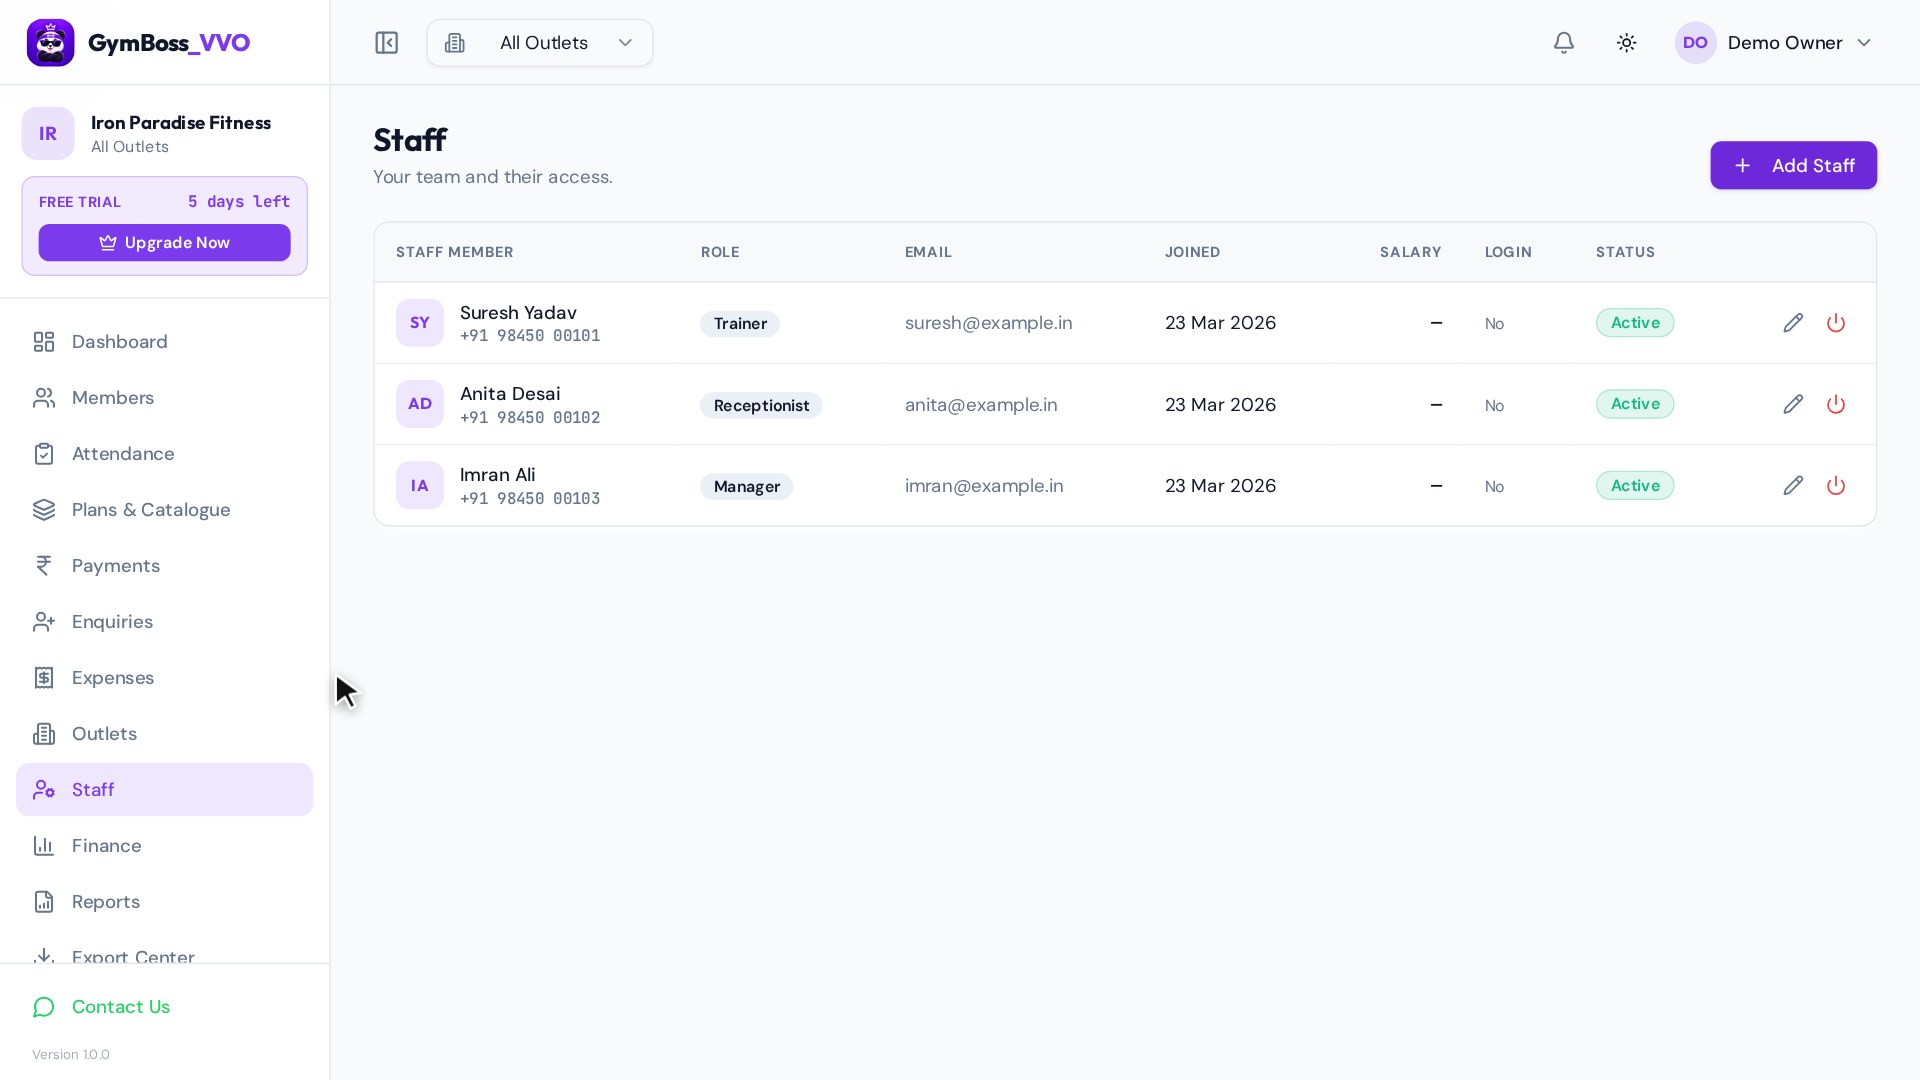 GymBoss_VVO
All Outlets
DO Demo Owner
IR
Iron Paradise Fitness
All Outlets
FREE TRIAL 5 days left
Upgrade Now
Dashboard
Members
Attendance
Plans & Catalogue
Payments
Enquiries
Expenses
Outlets
Staff
Finance
Reports
Export Center
Contact Us
Version 1.0.0
Staff
Your team and their access.
+ Add Staff
STAFF MEMBER ROLE EMAIL JOINED SALARY LOGIN STATUS
SY Suresh Yadav Trainer suresh@example.in 23 Mar 2026 – No Active
+91 98450 00101
AD Anita Desai Receptionist anita@example.in 23 Mar 2026 – No Active
+91 98450 00102
IA Imran Ali Manager imran@example.in 23 Mar 2026 – No Active
+91 98450 00103